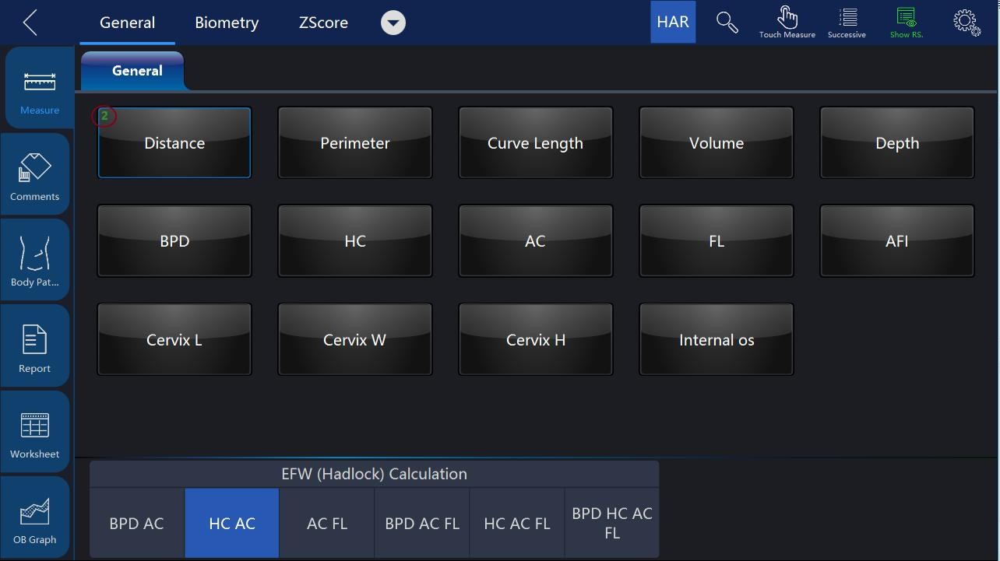 General
Biometry
ZScore
HAR
Touch Measure
Successive
Show RS.
Measure
Comments
Body Pat...
Report
Worksheet
OB Graph
General
2
Distance
Perimeter
Curve Length
Volume
Depth
BPD
HC
AC
FL
AFI
Cervix L
Cervix W
Cervix H
Internal os
EFW (Hadlock) Calculation
BPD AC
HC AC
AC FL
BPD AC FL
HC AC FL
BPD HC AC
FL